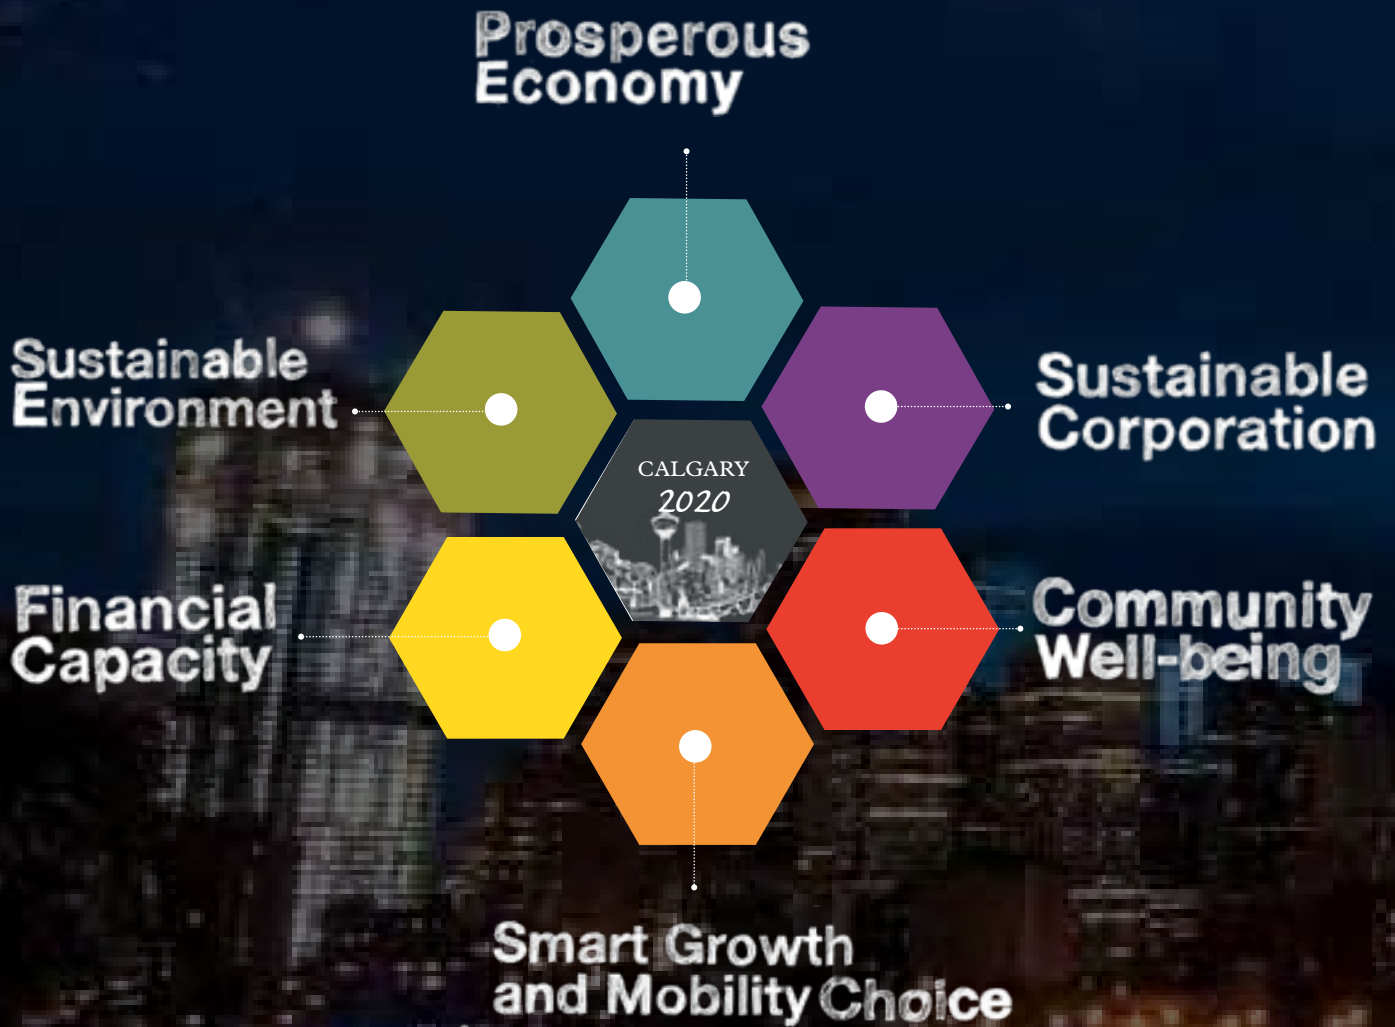 Prosperous
Economy
Sustainable
Environment
Sustainable
Corporation
CALGARY
2020
Financial
Capacity
Community
Well-being
Smart Growth
and Mobility Choice